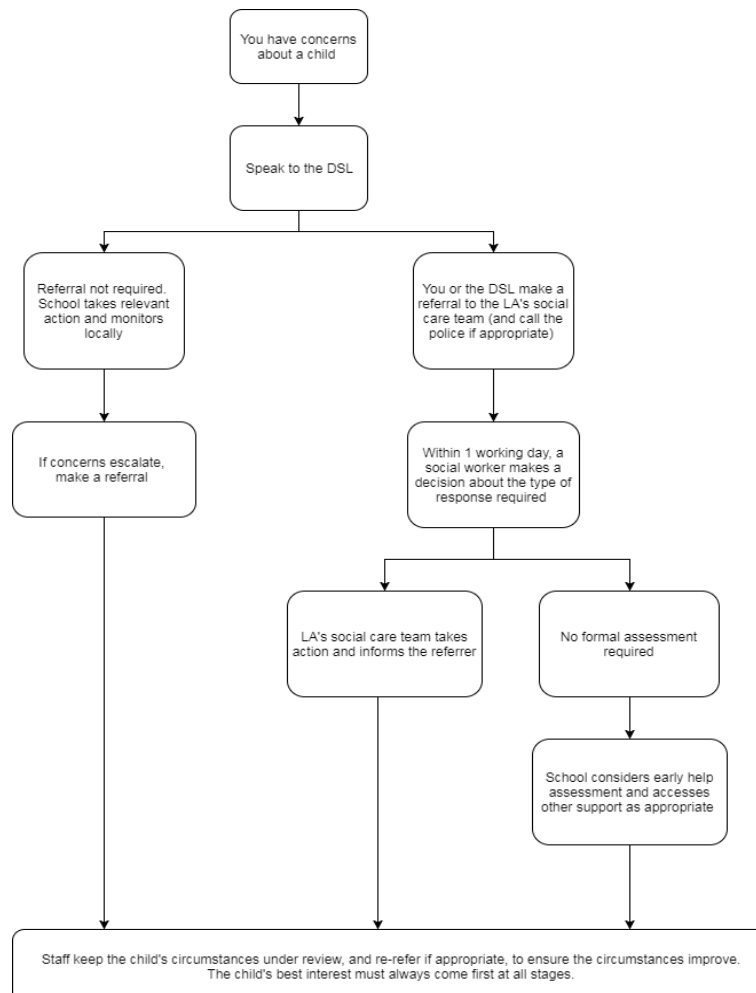 You have concerns
about a child
Speak to the DSL
Referral not required.
School takes relevant
action and monitors
locally
You or the DSL make a
referral to the LA's social
care team (and call the
police if appropriate)
If concerns escalate,
make a referral
Within 1 working day, a
social worker makes a
decision about the type of
response required
LA's social care team takes
action and informs the referrer
No formal assessment
required
School considers early help
assessment and accesses
other support as appropriate
Staff keep the child's circumstances under review, and re-refer if appropriate, to ensure the circumstances improve.
The child's best interest must always come first at all stages.